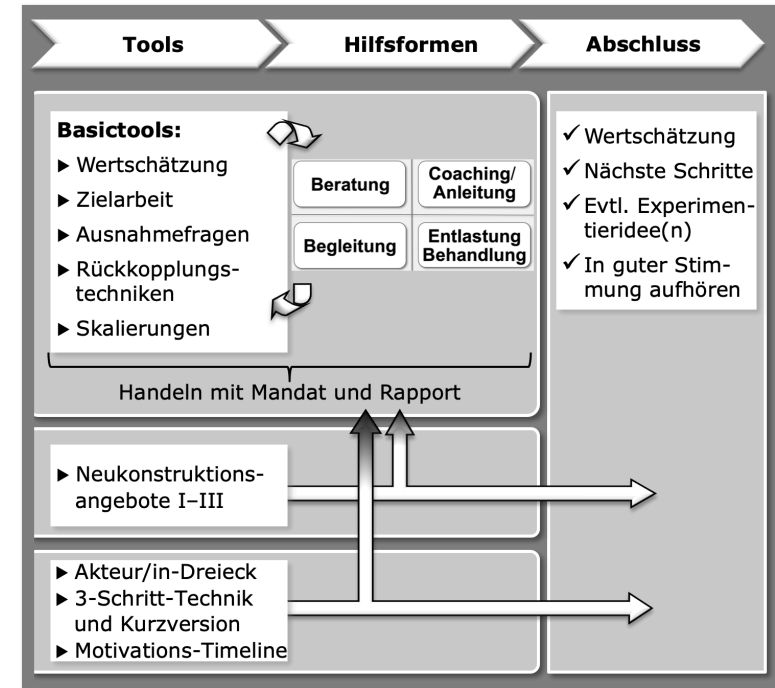 Tools
Hilfsformen
Abschluss
Basictools:
▶ Wertschätzung
▶ Zielarbeit
▶ Ausnahmefragen
▶ Rückkopplungs-
techniken
▶ Skalierungen
Beratung
Coaching/
Anleitung
Begleitung
Entlastung
Behandlung
Handeln mit Mandat und Rapport
✓ Wertschätzung
✓ Nächste Schritte
✓ Evtl. Experimen-
tieridee(n)
✓ In guter Stim-
mung aufhören
▶ Neukonstruktions-
angebote I–III
▶ Akteur/in-Dreieck
▶ 3-Schritt-Technik
und Kurzversion
▶ Motivations-Timeline